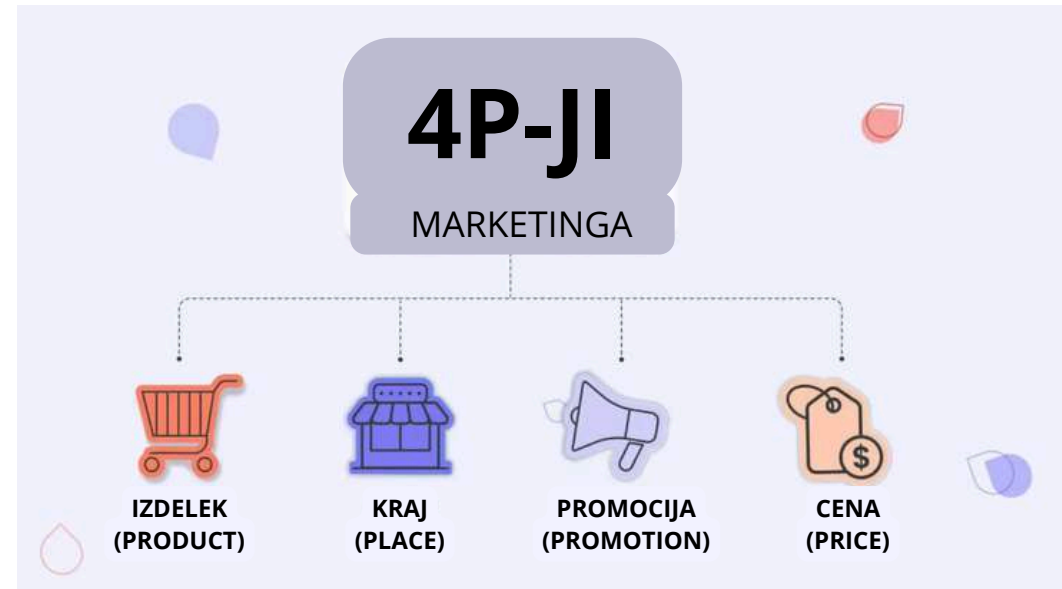 4P-JI
MARKETINGA
$
IZDELEK
(PRODUCT)
KRAJ
(PLACE)
PROMOCIJA
(PROMOTION)
CENA
(PRICE)